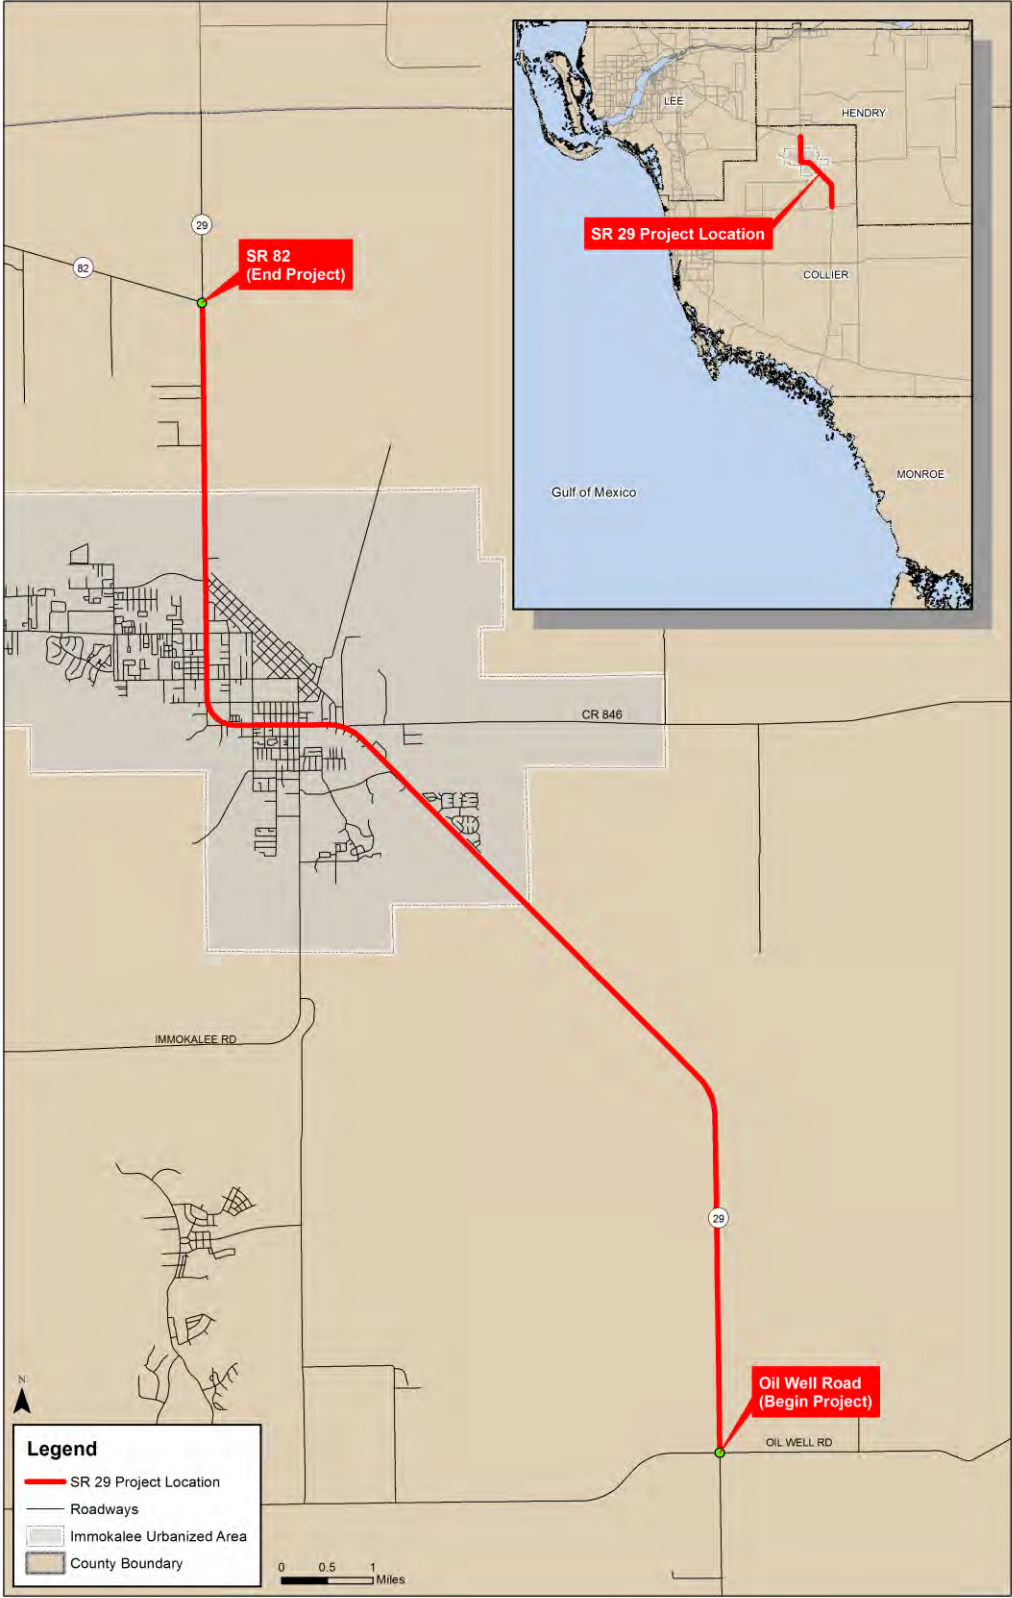 LEE
HENDRY
SR 29 Project Location
COLLIER
MONROE
Gulf of Mexico
29
SR 82
(End Project)
82
CR 846
IMMOKALEE RD
29
Oil Well Road
(Begin Project)
OIL WELL RD
N
Legend
SR 29 Project Location
Roadways
Immokalee Urbanized Area
County Boundary
0 0.5 1
Miles